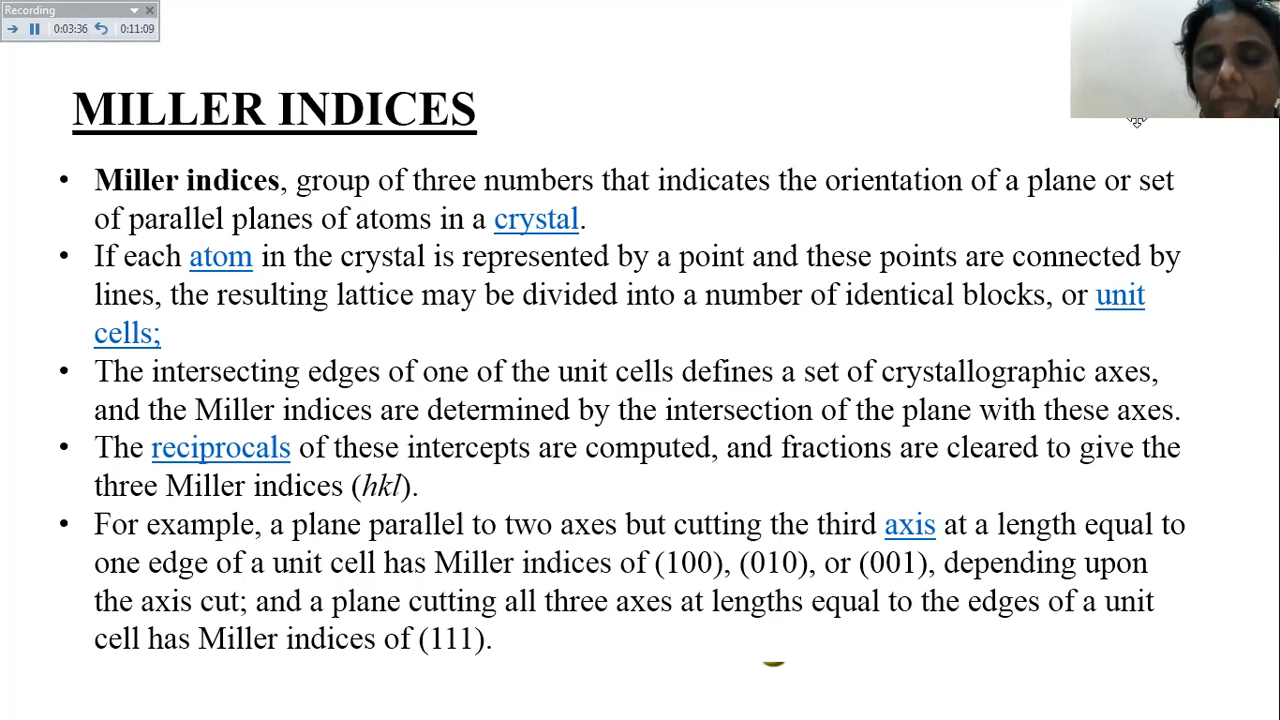 Recording
0:03:36 0:11:09
MILLER INDICES
• Miller indices, group of three numbers that indicates the orientation of a plane or set
of parallel planes of atoms in a crystal.
• If each atom in the crystal is represented by a point and these points are connected by
lines, the resulting lattice may be divided into a number of identical blocks, or unit
cells;
• The intersecting edges of one of the unit cells defines a set of crystallographic axes,
and the Miller indices are determined by the intersection of the plane with these axes.
• The reciprocals of these intercepts are computed, and fractions are cleared to give the
three Miller indices (hkl).
• For example, a plane parallel to two axes but cutting the third axis at a length equal to
one edge of a unit cell has Miller indices of (100), (010), or (001), depending upon
the axis cut; and a plane cutting all three axes at lengths equal to the edges of a unit
cell has Miller indices of (111).